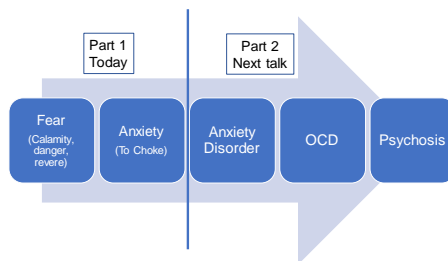 Part 1
Today
Part 2
Next talk
Fear
(Calamity,
danger,
revere)
Anxiety
(To Choke)
Anxiety
Disorder
OCD
Psychosis